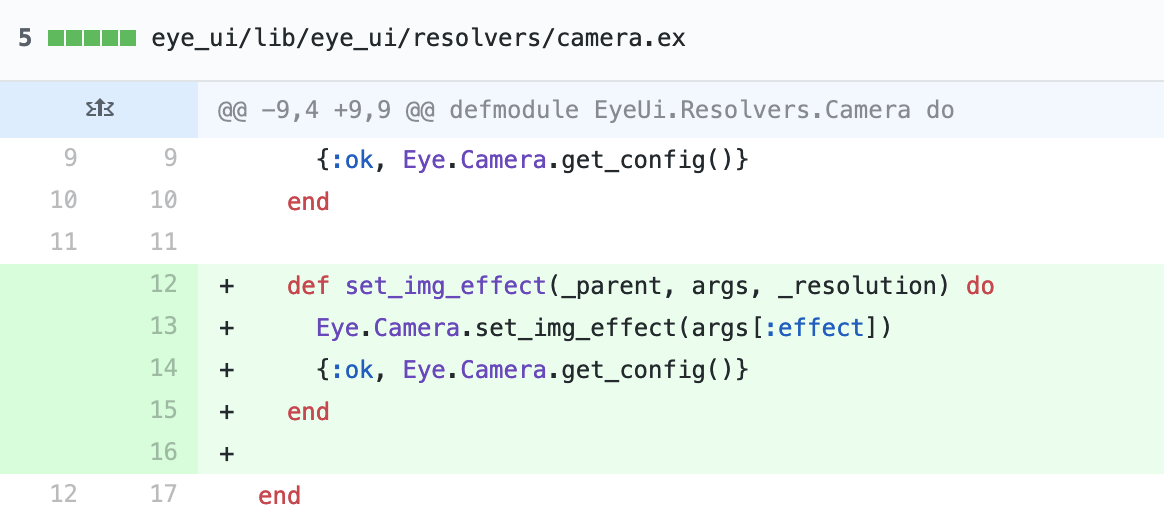 5 eye_ui/lib/eye_ui/resolvers/camera.ex
@@ -9,4 +9,9 @@ defmodule EyeUi.Resolvers.Camera do
9 9 {:ok, Eye.Camera.get_config()}
10 10 end
11 11
12 + def set_img_effect(_parent, args, _resolution) do
13 + Eye.Camera.set_img_effect(args[:effect])
14 + {:ok, Eye.Camera.get_config()}
15 + end
16 +
12 17 end